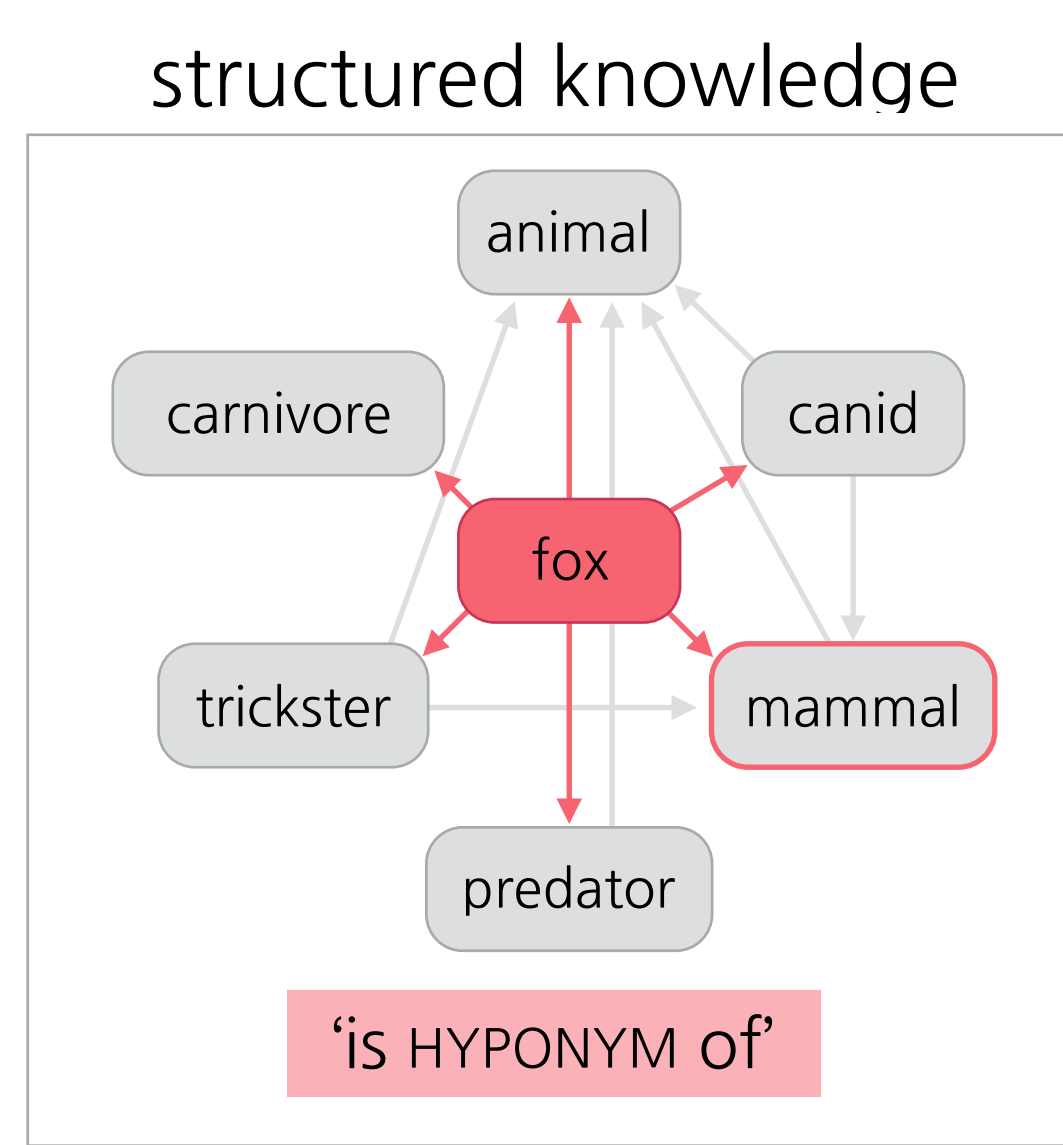 structured knowledge
animal
carnivore
canid
fox
trickster
mammal
predator
‘is HYPONYM of’